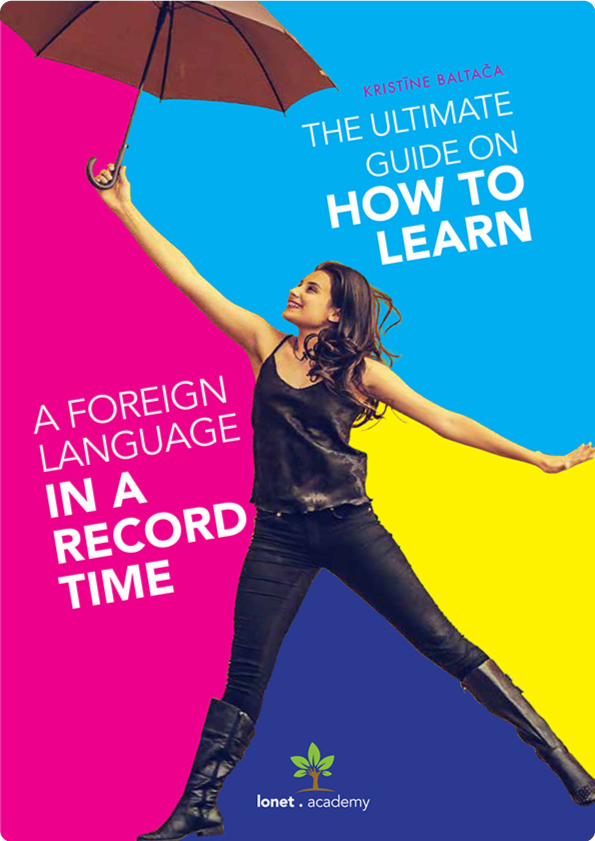 KRISTĪNE BALTAČA
THE ULTIMATE
GUIDE ON
HOW TO
LEARN
A FOREIGN
LANGUAGE
IN A
RECORD
TIME
lonet . academy